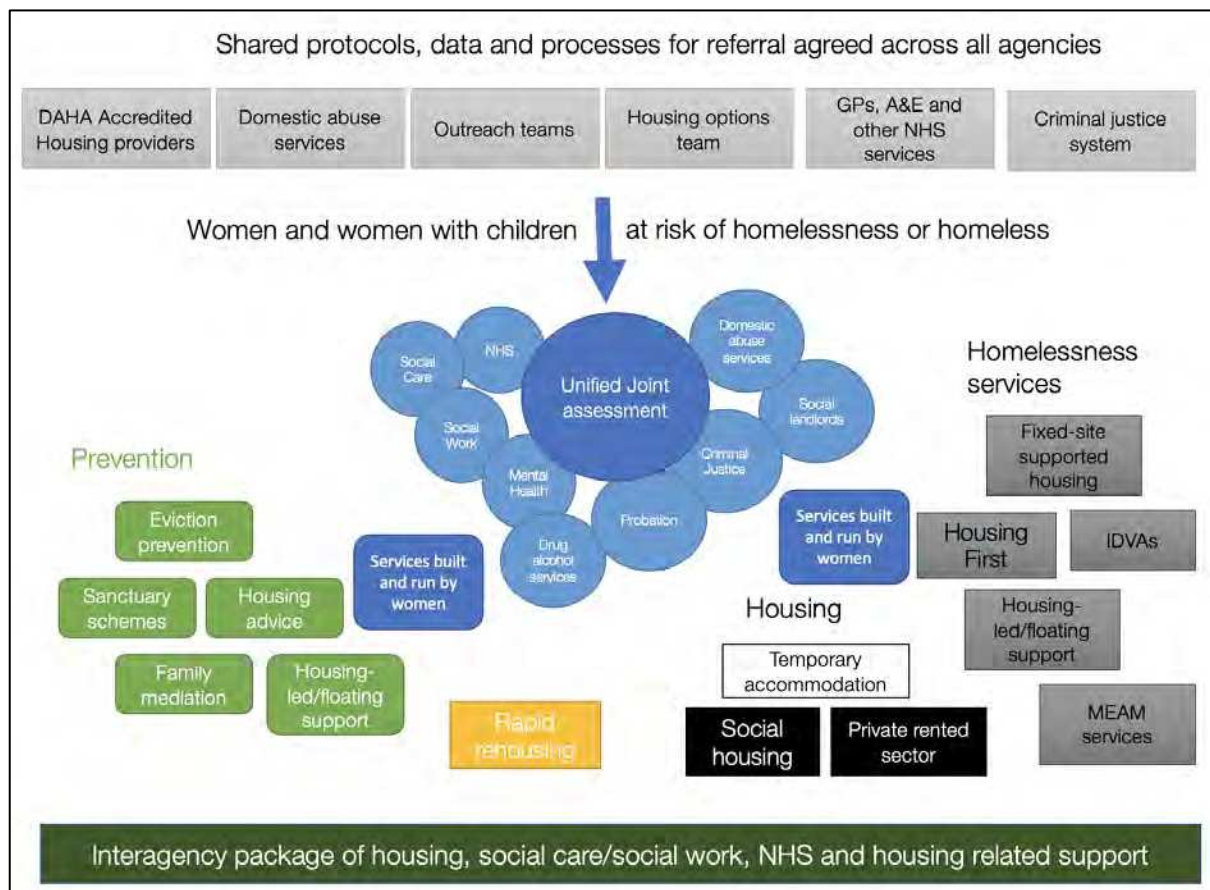 Shared protocols, data and processes for referral agreed across all agencies
DAHA Accredited
Housing providers
Domestic abuse
services
Outreach teams
Housing options
team
GPs, A&E and
other NHS
services
Criminal justice
system
Women and women with children
at risk of homelessness or homeless
Social
Care
NHS
Unified Joint
assessment
Domestic
abuse
services
Social
landlords
Social
Work
Mental
Health
Criminal
Justice
Probation
Drug
alcohol
services
Prevention
Eviction
prevention
Sanctuary
schemes
Housing
advice
Family
mediation
Housing-
led/floating
support
Services built
and run by
women
Rapid
rehousing
Services built
and run by
women
Housing
Temporary
accommodation
Social
housing
Private rented
sector
Homelessness
services
Fixed-site
supported
housing
Housing
First
IDVAs
Housing-
led/floating
support
MEAM
services
Interagency package of housing, social care/social work, NHS and housing related support